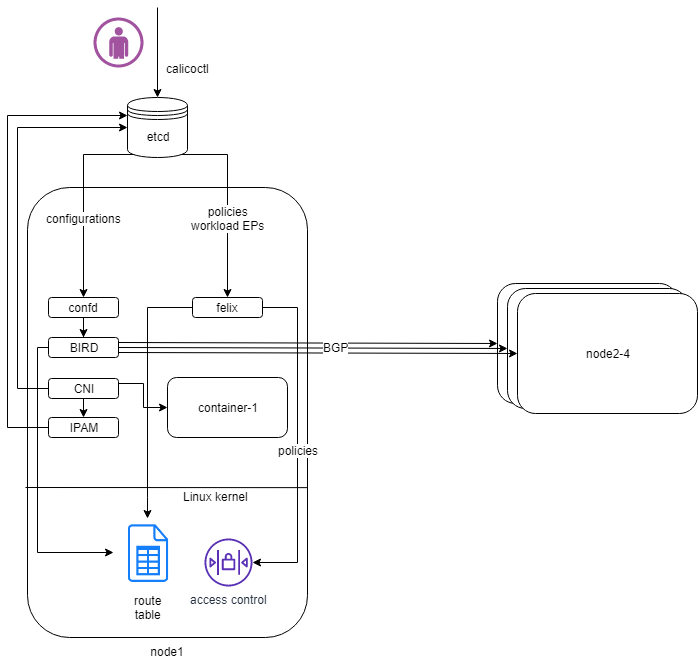 calicoctl
etcd
configurations
policies
workload EPs
confd
felix
BIRD
BGP
node2-4
CNI
container-1
IPAM
policies
Linux kernel
route
table
access control
node1